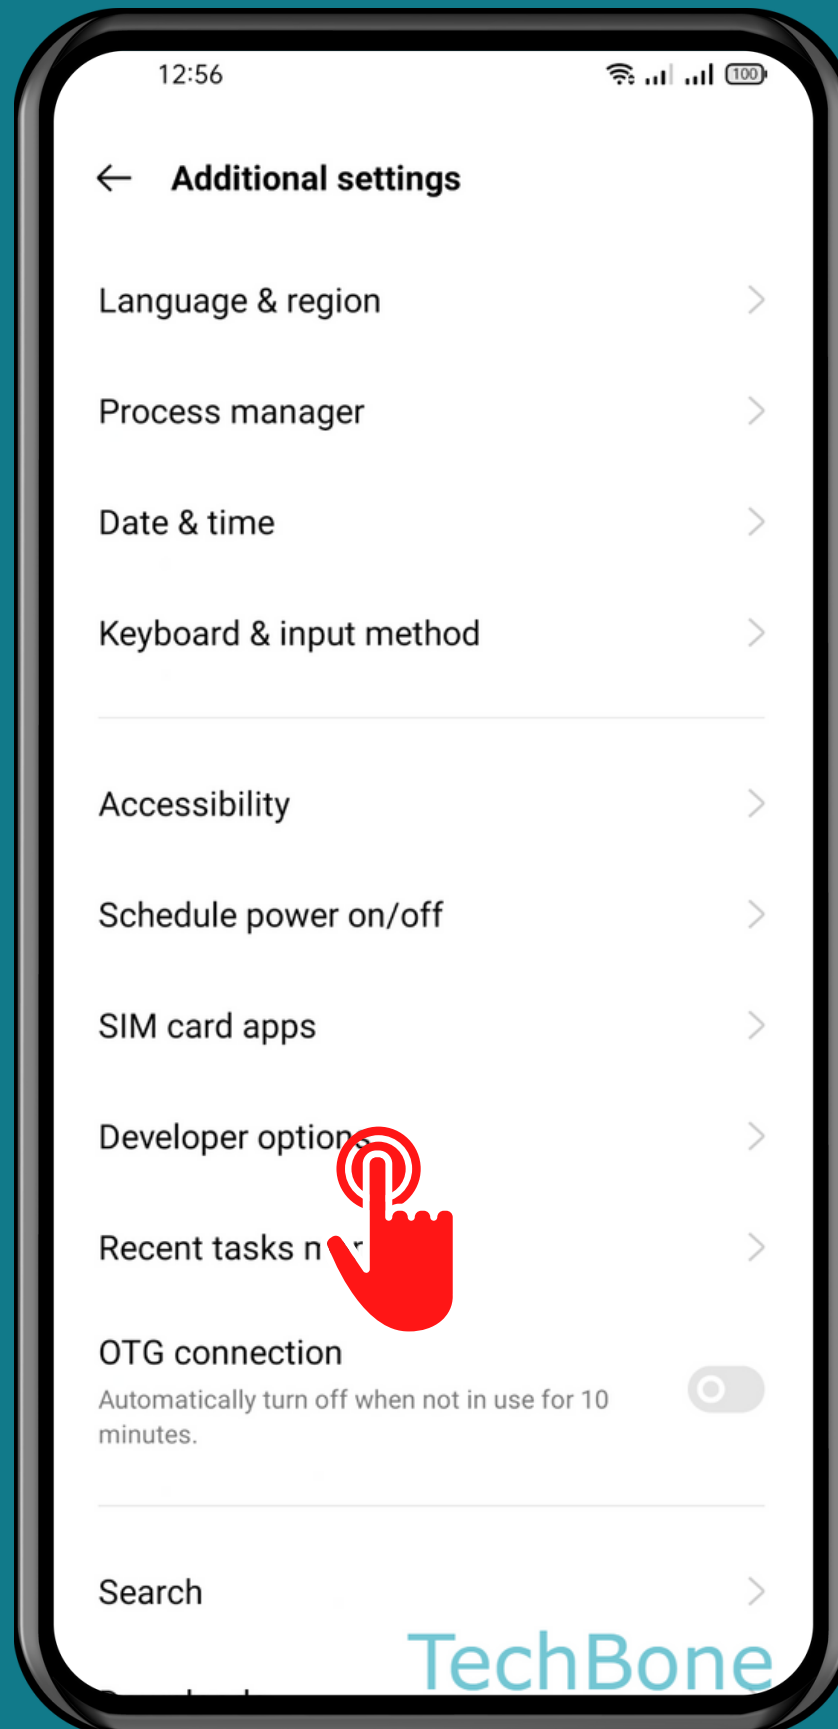 12:56
100
Additional settings
Language & region
Process manager
Date & time
Keyboard & input method
Accessibility
Schedule power on/off
SIM card apps
Developer options
Recent tasks
OTG connection
Automatically turn off when not in use for 10
minutes.
Search
TechBone